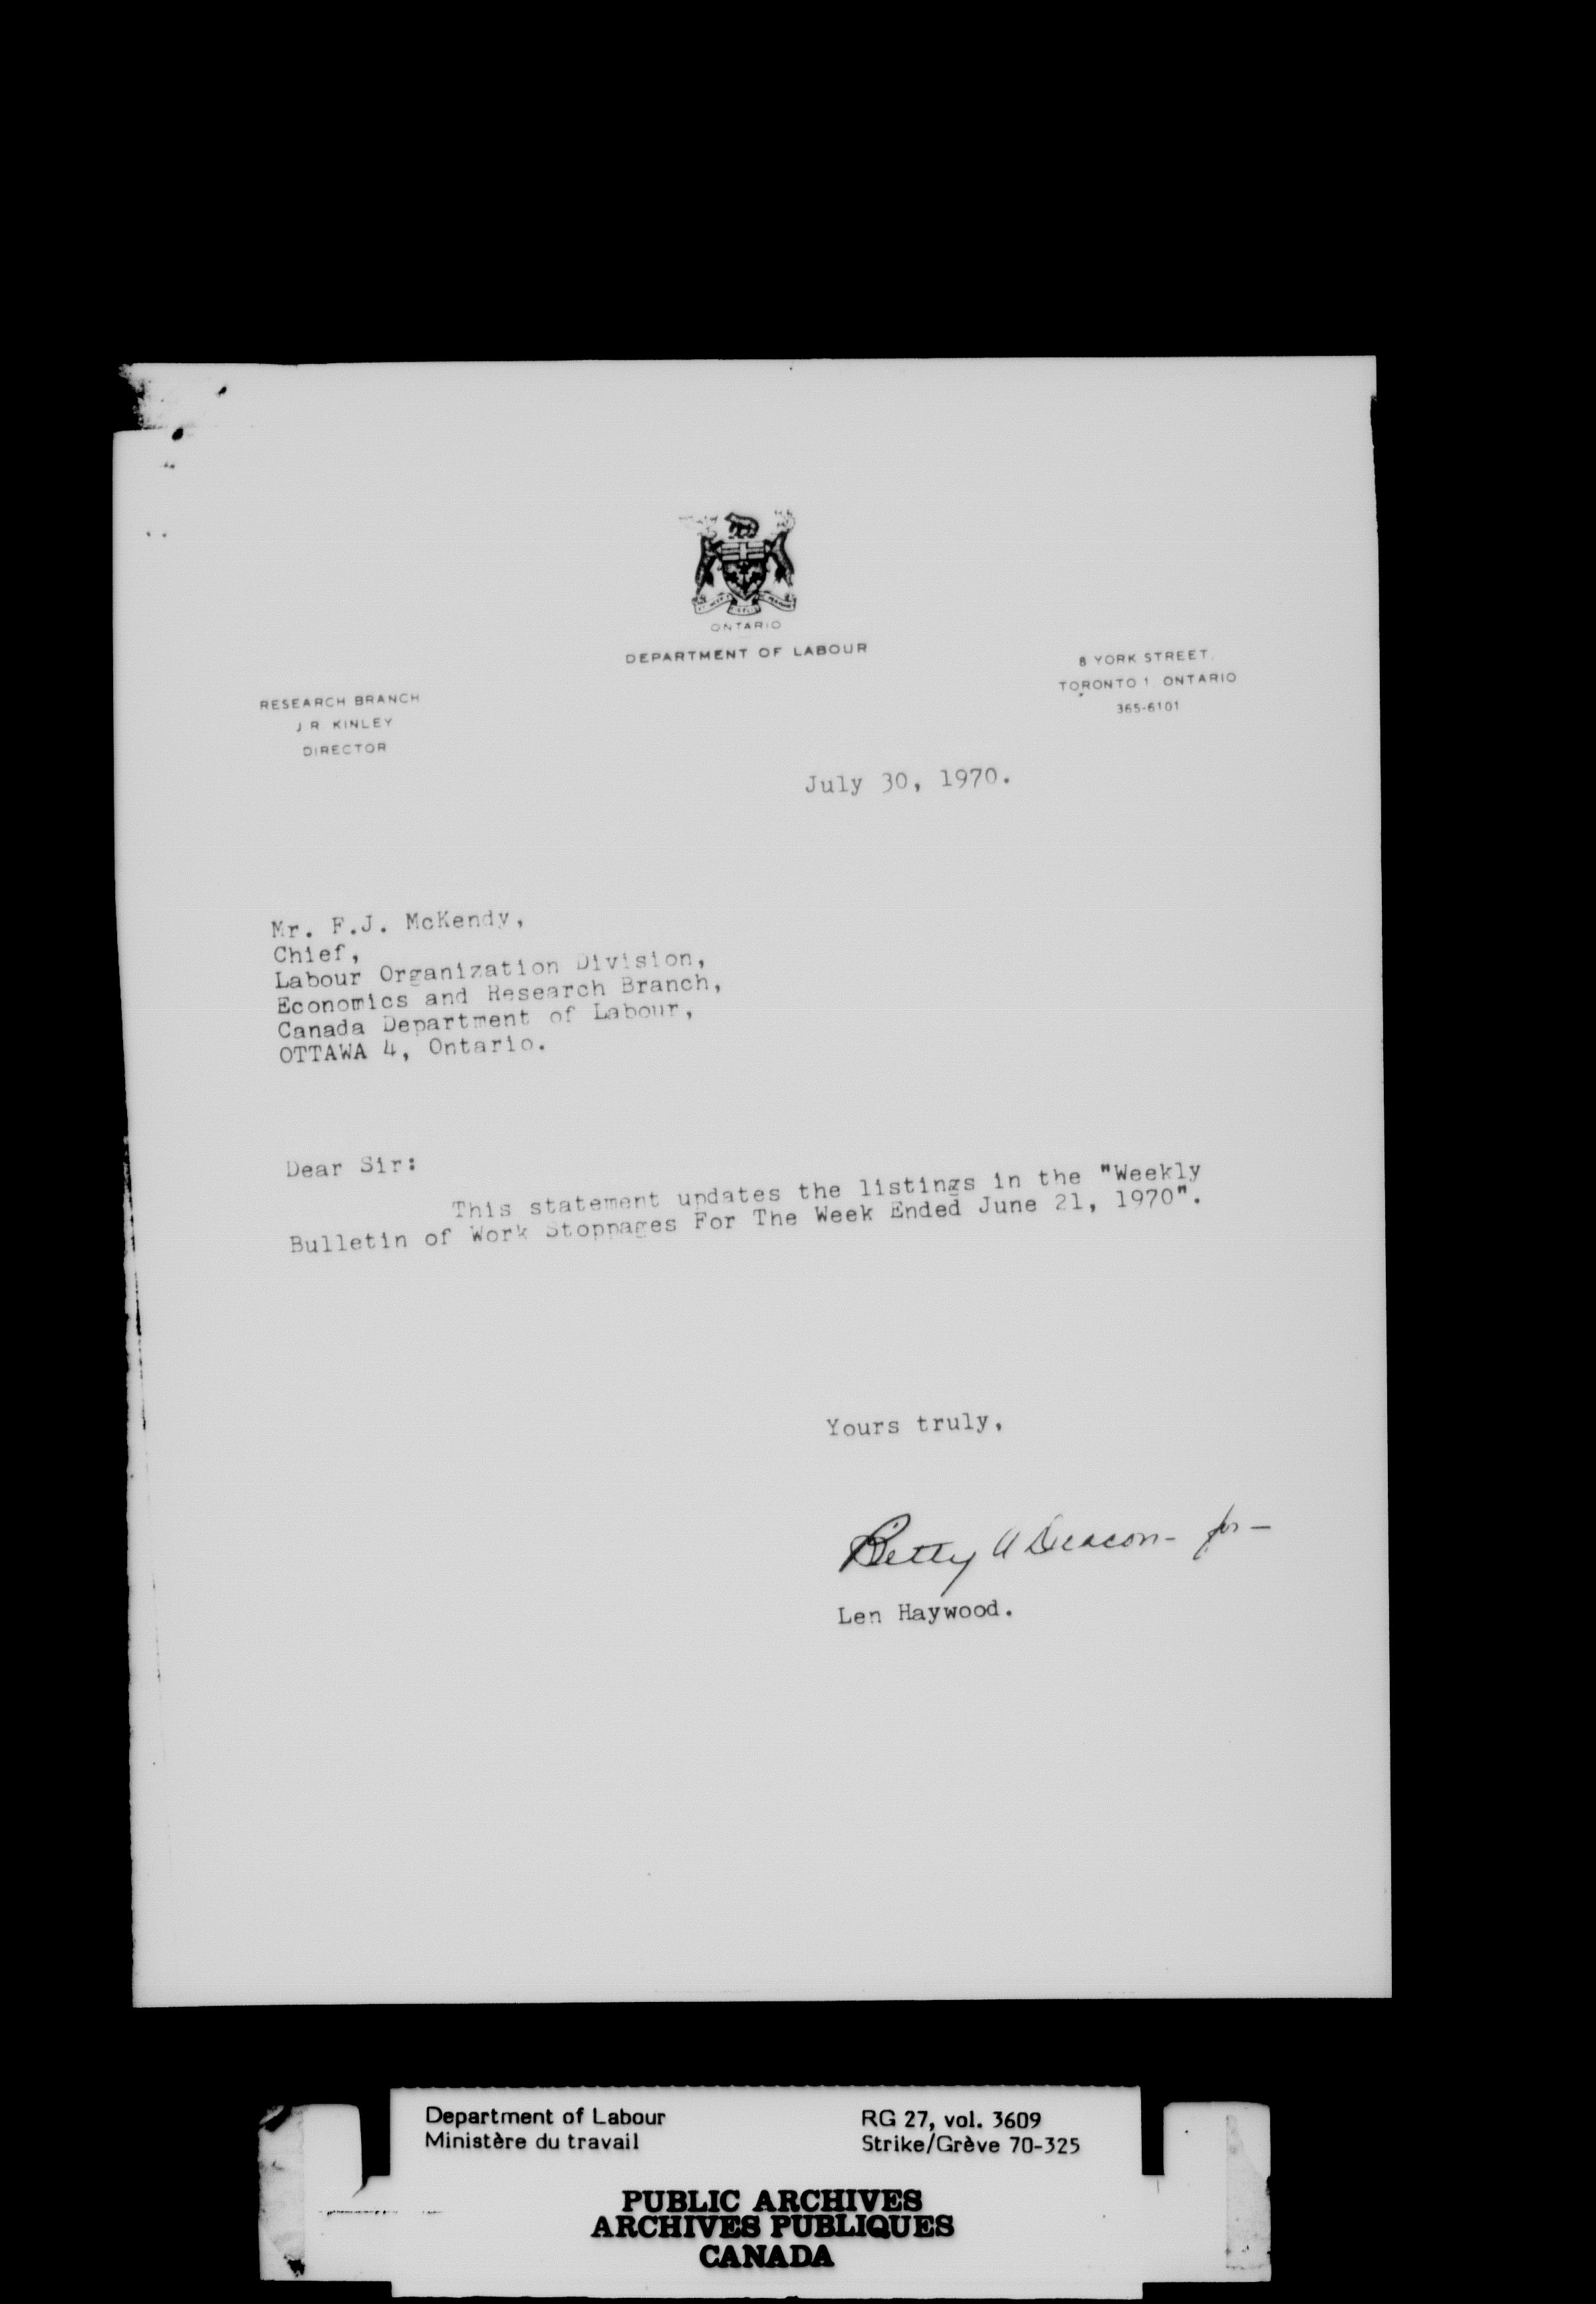 ONTARIO
DEPARTMENT OF LABOUR
8 YORK STREET,
TORONTO 1 ONTARIO
365-6101
RESEARCH BRANCH
J R KINLEY
DIRECTOR
July 30, 1970.
Mr. F.J. McKendy,
Chief,
Labour Organization Division,
Economics and Research Branch,
Canada Department of Labour,
OTTAWA 4, Ontario.
Dear Sir:
This statement updates the listings in the "Weekly
Bulletin of Work Stoppages For The Week Ended June 21, 1970".
Yours truly,
Betty A Deacon - for -
Len Haywood.
Department of Labour
Ministère du travail
RG 27, vol. 3609
Strike/Grève 70-325
PUBLIC ARCHIVES
ARCHIVES PUBLIQUES
CANADA